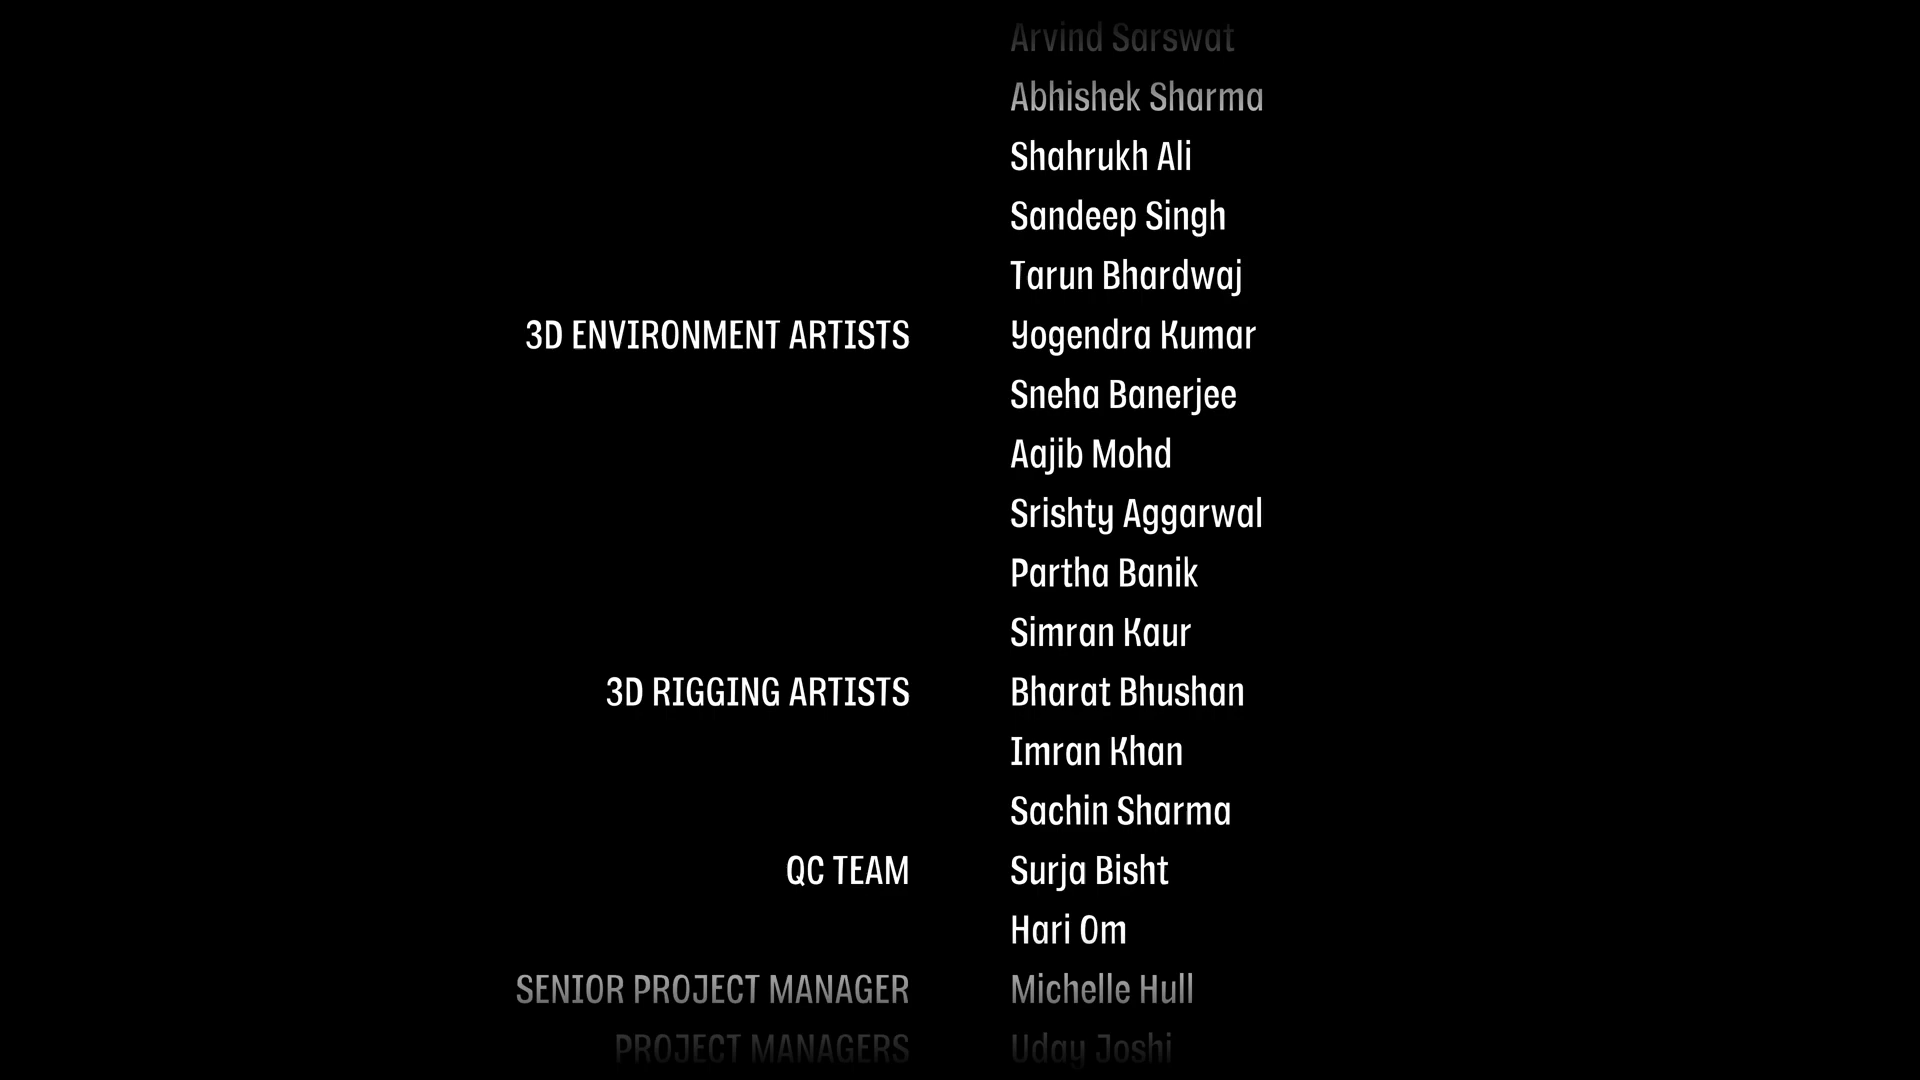 Arvind Sarswat
Abhishek Sharma
Shahrukh Ali
Sandeep Singh
Tarun Bhardwaj
3D ENVIRONMENT ARTISTS Yogendra Kumar
Sneha Banerjee
Aajib Mohd
Srishty Aggarwal
Partha Banik
Simran Kaur
3D RIGGING ARTISTS Bharat Bhushan
Imran Khan
Sachin Sharma
QC TEAM Surja Bisht
Hari Om
SENIOR PROJECT MANAGER Michelle Hull
PROJECT MANAGERS Uday Joshi